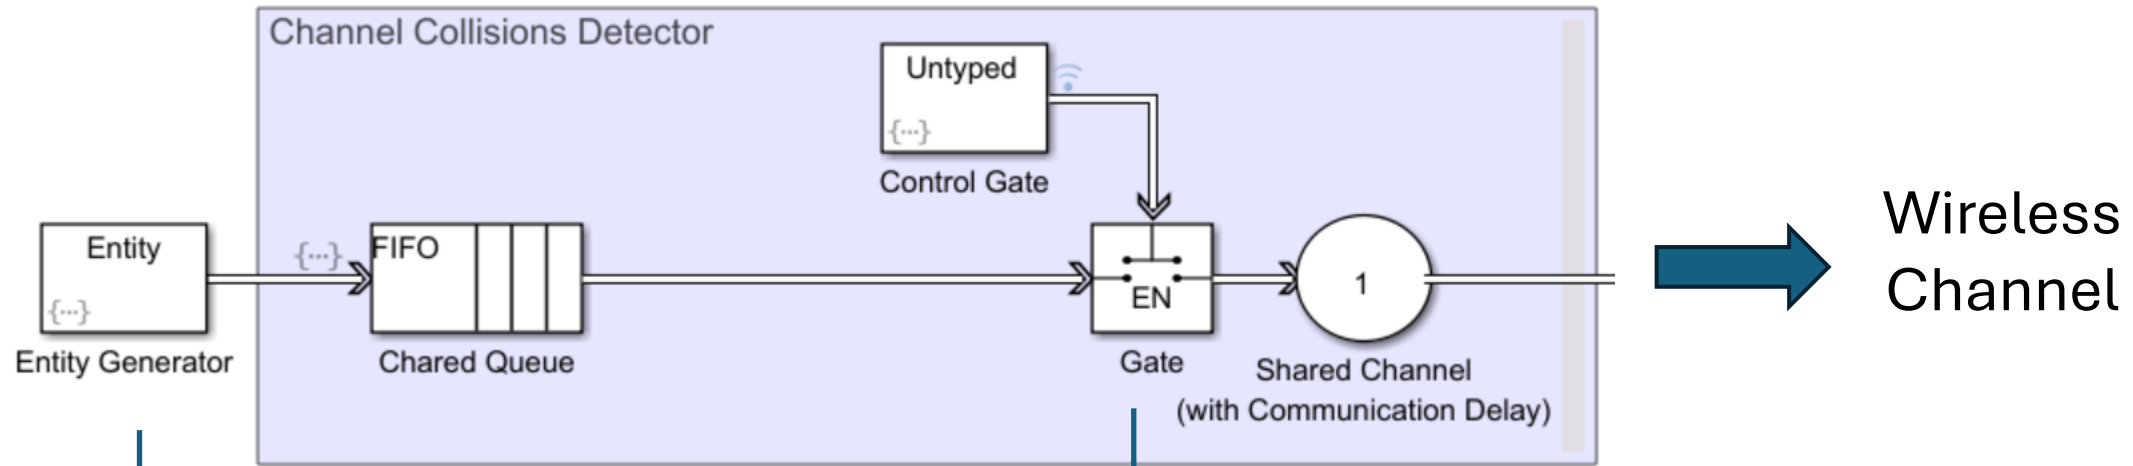 Channel Collisions Detector
Untyped
{...}
Control Gate
Entity
{...}
Entity Generator
{...}
FIFO
Chared Queue
EN
Gate
1
Shared Channel
(with Communication Delay)
Wireless
Channel